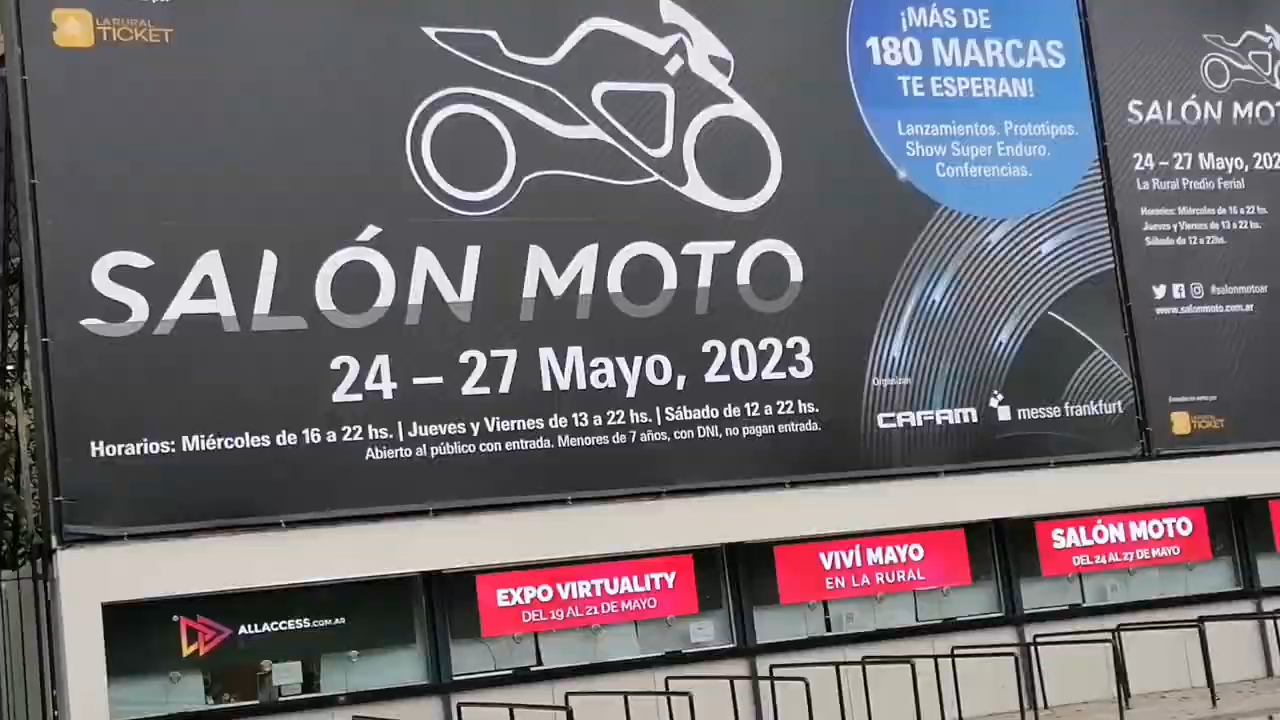 LA RURAL
TICKET
¡MÁS DE
180 MARCAS
TE ESPERAN!
Lanzamientos. Prototipos.
Show Super Enduro.
Conferencias.
SALÓN MOTO
24 – 27 Mayo, 2023
Horarios: Miércoles de 16 a 22 hs. | Jueves y Viernes de 13 a 22 hs. | Sábado de 12 a 22 hs.
Abierto al público con entrada. Menores de 7 años, con DNI, no pagan entrada.
Organizan
CAFAM messe frankfurt
SALÓN MOTO
24 – 27 Mayo, 202
La Rural Predio Ferial
Horarios: Miércoles de 16 a 22 hs.
Jueves y Viernes de 13 a 22 hs.
Sábado de 12 a 22hs.
#salonmotoar
www.salonmoto.com.ar
LA RURAL
TICKET
ALLACCESS.COM.AR
EXPO VIRTUALITY
DEL 19 AL 21 DE MAYO
VIVÍ MAYO
EN LA RURAL
SALÓN MOTO
DEL 24 AL 27 DE MAYO